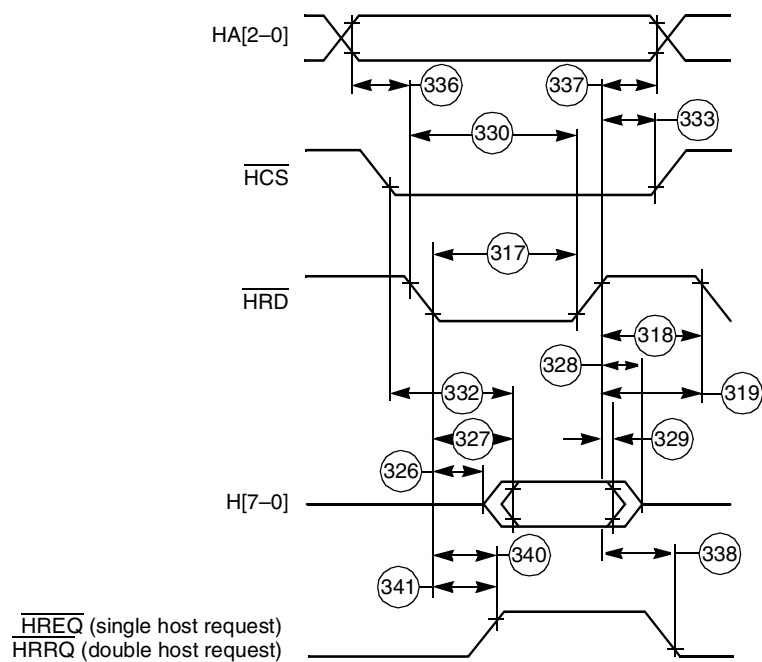 HA[2–0]
336
337
333
330
HCS
317
HRD
318
328
332
319
327
329
326
H[7–0]
340
338
341
HREQ (single host request)
HRRQ (double host request)